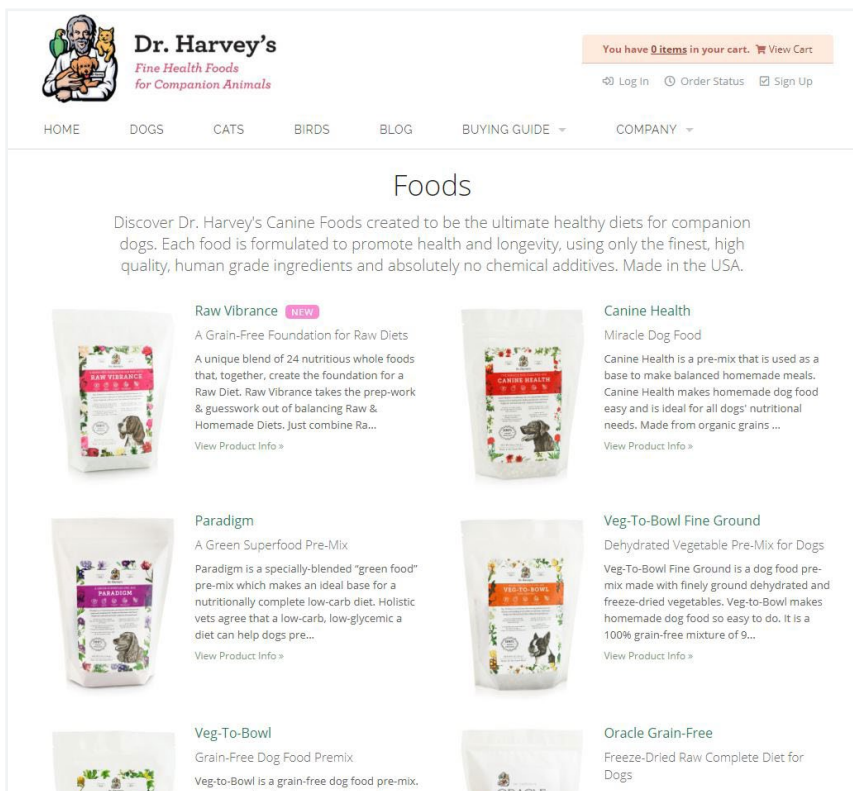 Dr. Harvey's
Fine Health Foods
for Companion Animals
You have 0 items in your cart. View Cart
Log In Order Status Sign Up
HOME DOGS CATS BIRDS BLOG BUYING GUIDE COMPANY
Foods
Discover Dr. Harvey's Canine Foods created to be the ultimate healthy diets for companion
dogs. Each food is formulated to promote health and longevity, using only the finest, high
quality, human grade ingredients and absolutely no chemical additives. Made in the USA.
RAW VIBRANCE
Raw Vibrance NEW
A Grain-Free Foundation for Raw Diets
A unique blend of 24 nutritious whole foods
that, together, create the foundation for a
Raw Diet. Raw Vibrance takes the prep-work
& guesswork out of balancing Raw &
Homemade Diets. Just combine Ra...
View Product Info »
CANINE HEALTH
Canine Health
Miracle Dog Food
Canine Health is a pre-mix that is used as a
base to make balanced homemade meals.
Canine Health makes homemade dog food
easy and is ideal for all dogs' nutritional
needs. Made from organic grains ...
View Product Info »
PARADIGM
Paradigm
A Green Superfood Pre-Mix
Paradigm is a specially-blended “green food”
pre-mix which makes an ideal base for a
nutritionally complete low-carb diet. Holistic
vets agree that a low-carb, low-glycemic a
diet can help dogs pre...
View Product Info »
VEG-TO-BOWL
Veg-To-Bowl Fine Ground
Dehydrated Vegetable Pre-Mix for Dogs
Veg-To-Bowl Fine Ground is a dog food pre-
mix made with finely ground dehydrated and
freeze-dried vegetables. Veg-to-Bowl makes
homemade dog food so easy to do. It is a
100% grain-free mixture of 9...
View Product Info »
Veg-To-Bowl
Grain-Free Dog Food Premix
Veg-to-Bowl is a grain-free dog food pre-mix.
ORACLE
Oracle Grain-Free
Freeze-Dried Raw Complete Diet for
Dogs